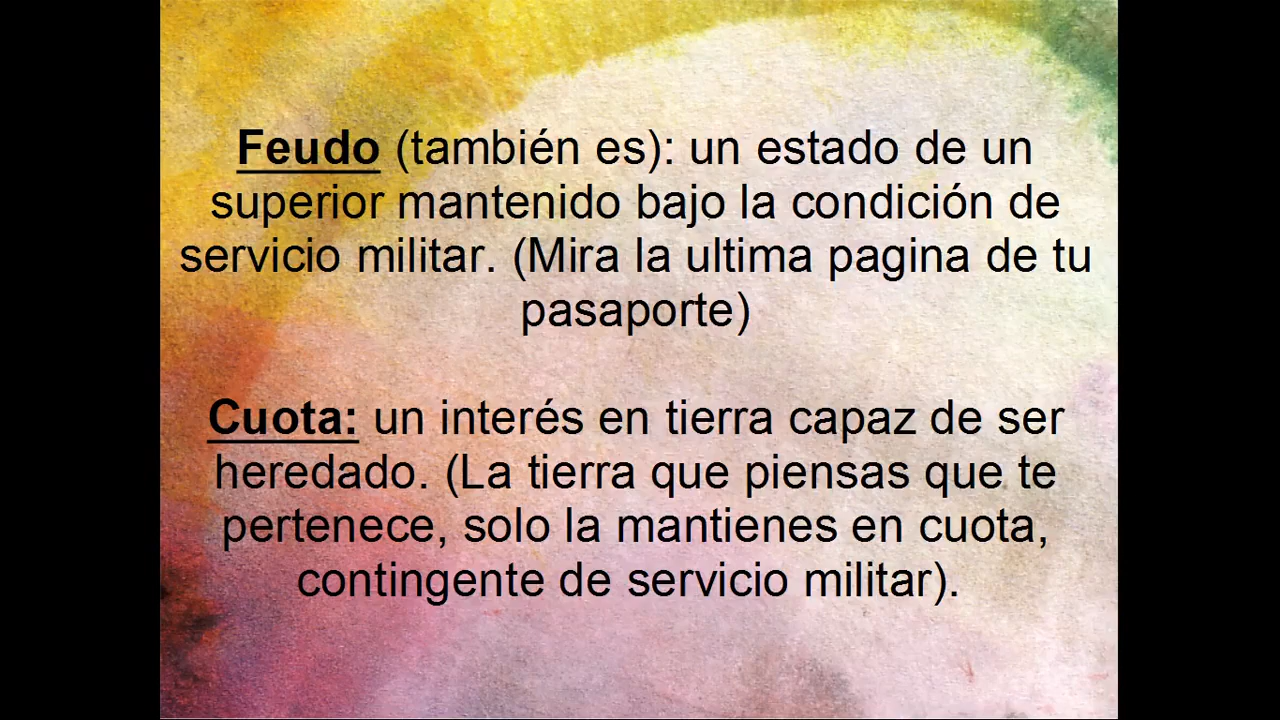 Feudo (también es): un estado de un
superior mantenido bajo la condición de
servicio militar. (Mira la ultima pagina de tu
pasaporte)
Cuota: un interés en tierra capaz de ser
heredado. (La tierra que piensas que te
pertenece, solo la mantienes en cuota,
contingente de servicio militar).